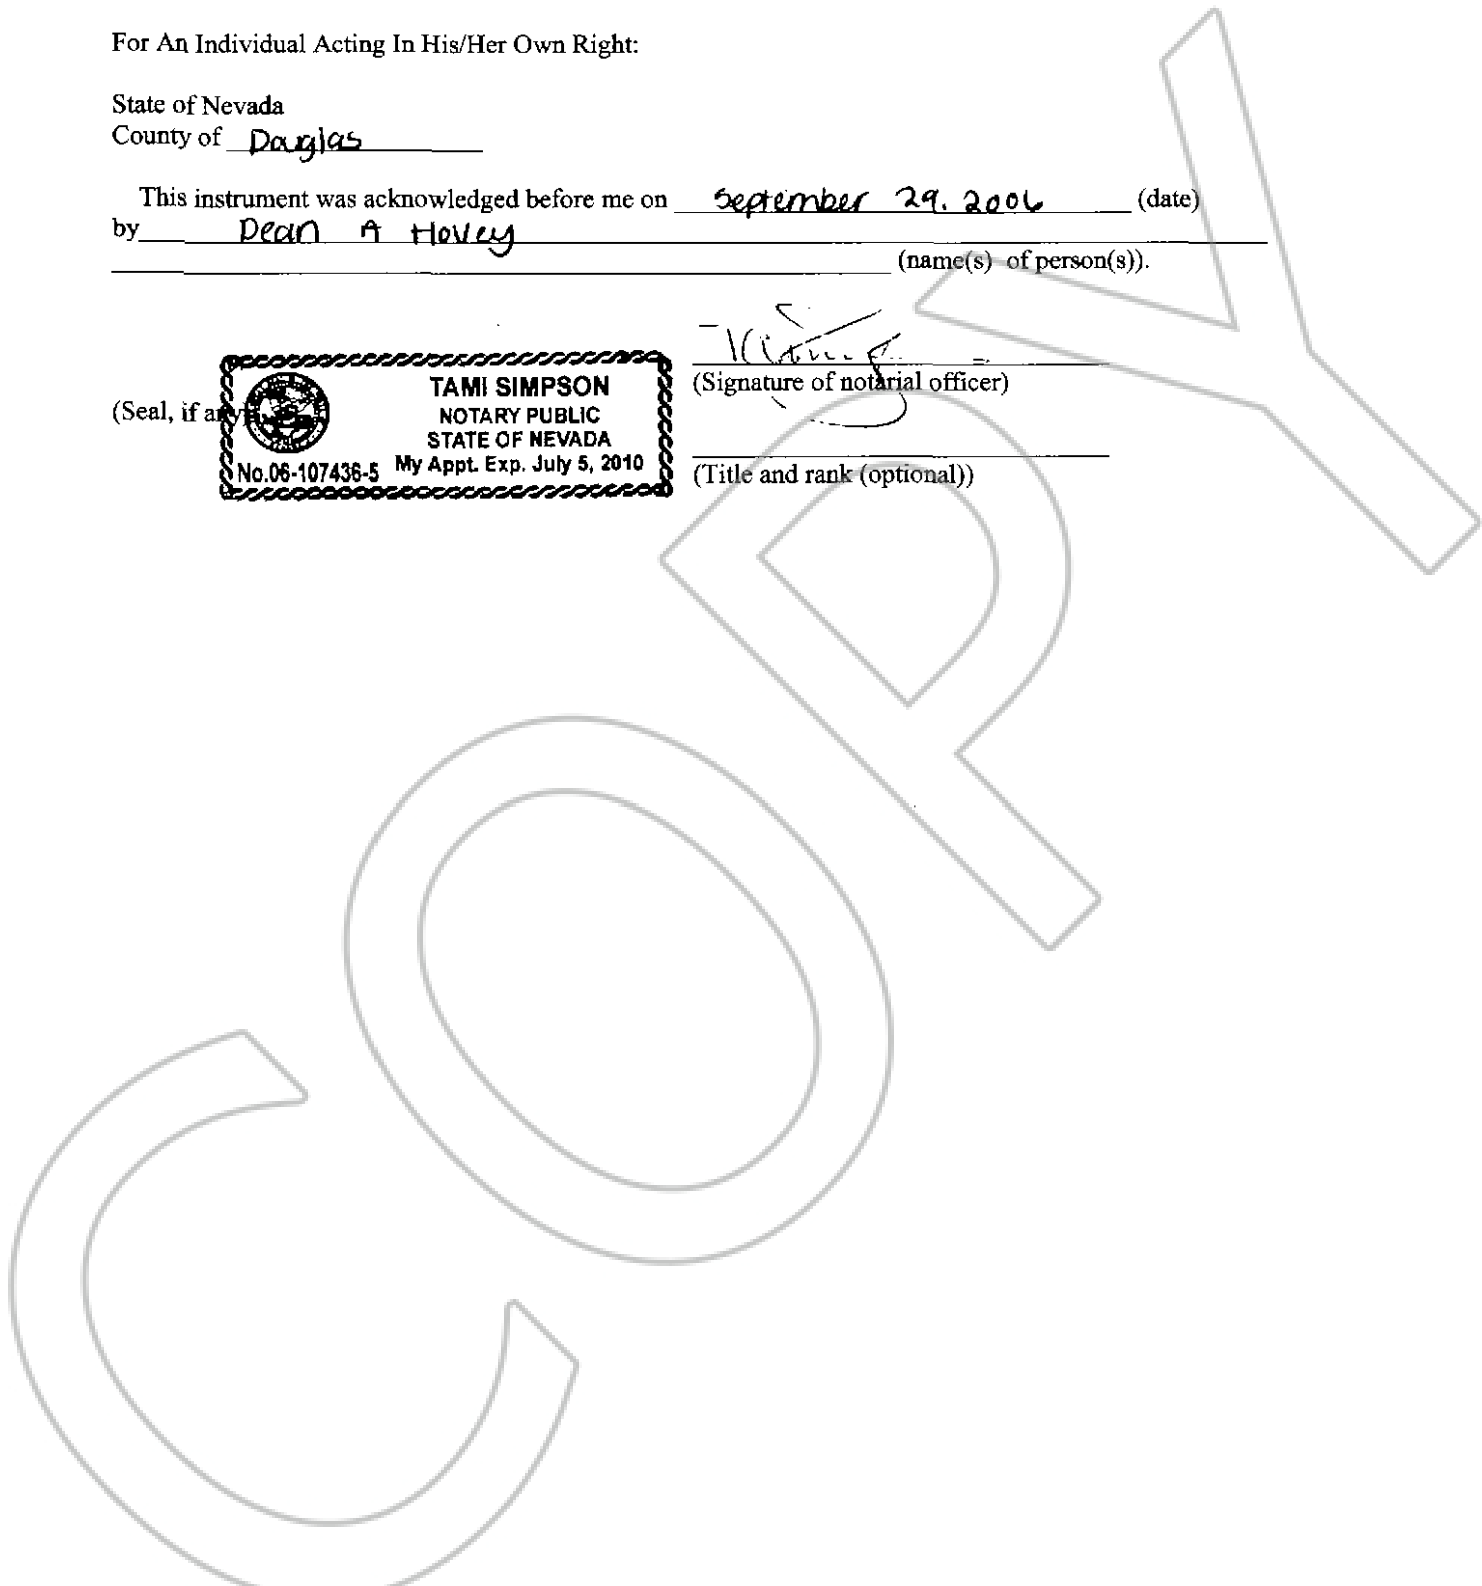 For An Individual Acting In His/Her Own Right:
State of Nevada
County of Douglas
This instrument was acknowledged before me on September 29, 2006 (date)
by Dean A Hovey
(name(s) of person(s)).
(Signature of notarial officer)
(Seal, if any)
TAMI SIMPSON
NOTARY PUBLIC
STATE OF NEVADA
No.06-107436-5 My Appt. Exp. July 5, 2010
(Title and rank (optional))
COPY